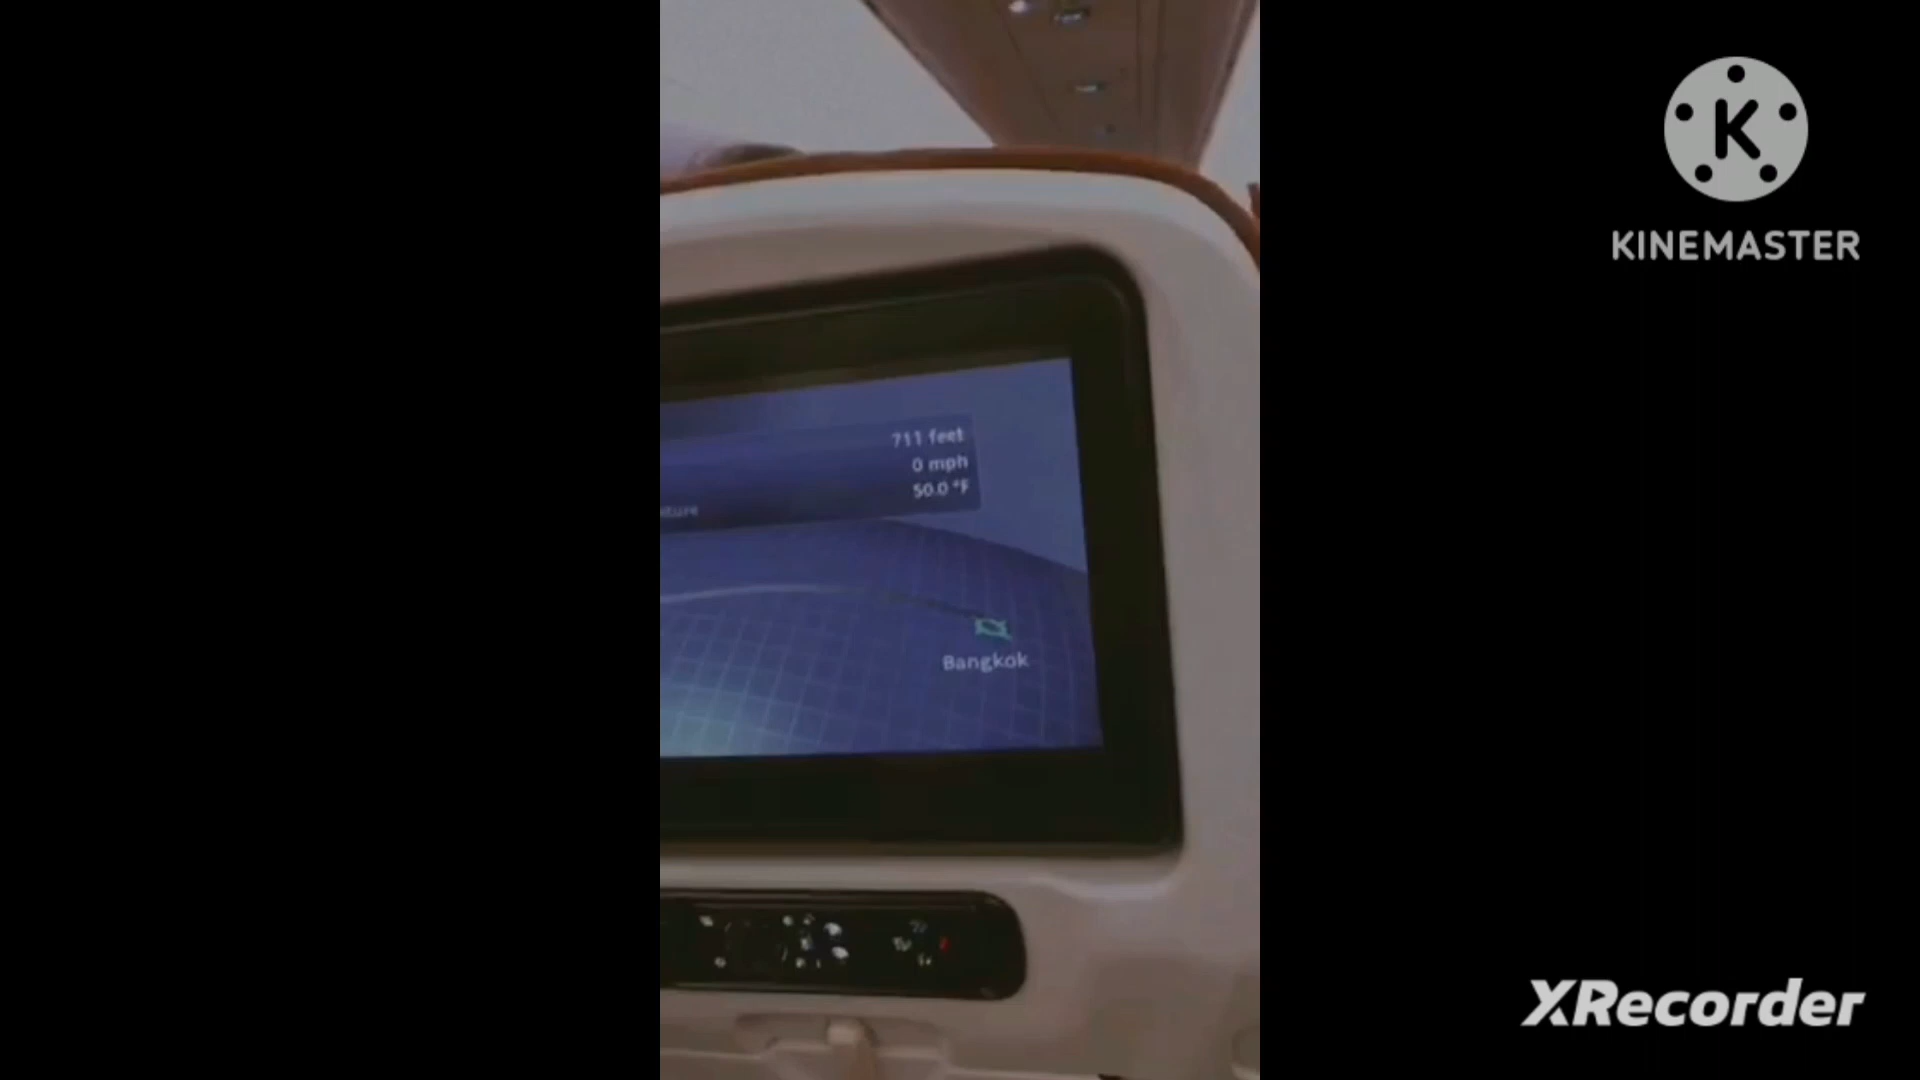 KINEMASTER
711 feet
0 mph
50.0 °F
Bangkok
XRecorder